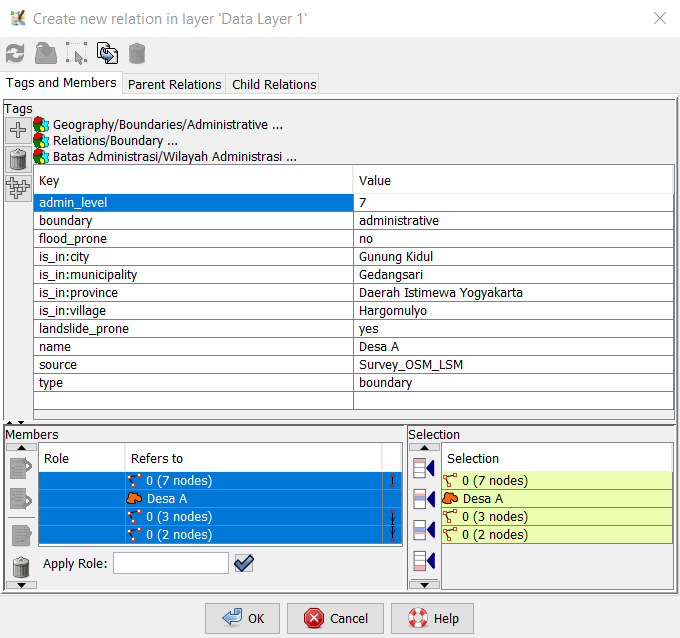 Create new relation in layer 'Data Layer 1'
Tags and Members Parent Relations Child Relations
Tags
Geography/Boundaries/Administrative ...
Relations/Boundary ...
Batas Administrasi/Wilayah Administrasi ...
Key Value
admin_level 7
boundary administrative
flood_prone no
is_in:city Gunung Kidul
is_in:municipality Gedangsari
is_in:province Daerah Istimewa Yogyakarta
is_in:village Hargomulyo
landslide_prone yes
name Desa A
source Survey_OSM_LSM
type boundary
Members Selection
Role Refers to Selection
0 (7 nodes) 0 (7 nodes)
Desa A Desa A
0 (3 nodes) 0 (3 nodes)
0 (2 nodes) 0 (2 nodes)
Apply Role:
OK Cancel Help